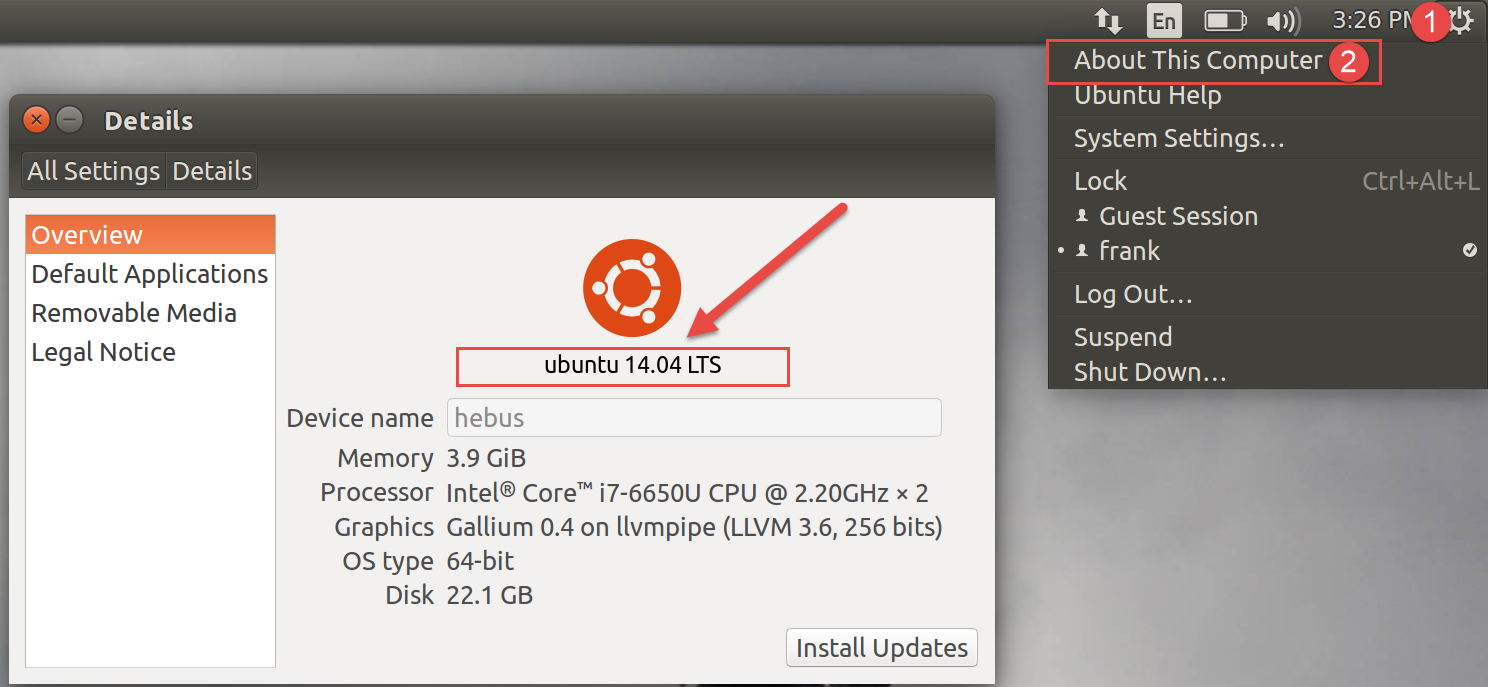 En 3:26 PM 1
About This Computer 2
Ubuntu Help
System Settings…
Lock Ctrl+Alt+L
Guest Session
frank
Log Out…
Suspend
Shut Down…
Details
All Settings Details
Overview
Default Applications
Removable Media
Legal Notice
ubuntu 14.04 LTS
Device name hebus
Memory 3.9 GiB
Processor Intel® Core™ i7-6650U CPU @ 2.20GHz × 2
Graphics Gallium 0.4 on llvmpipe (LLVM 3.6, 256 bits)
OS type 64-bit
Disk 22.1 GB
Install Updates